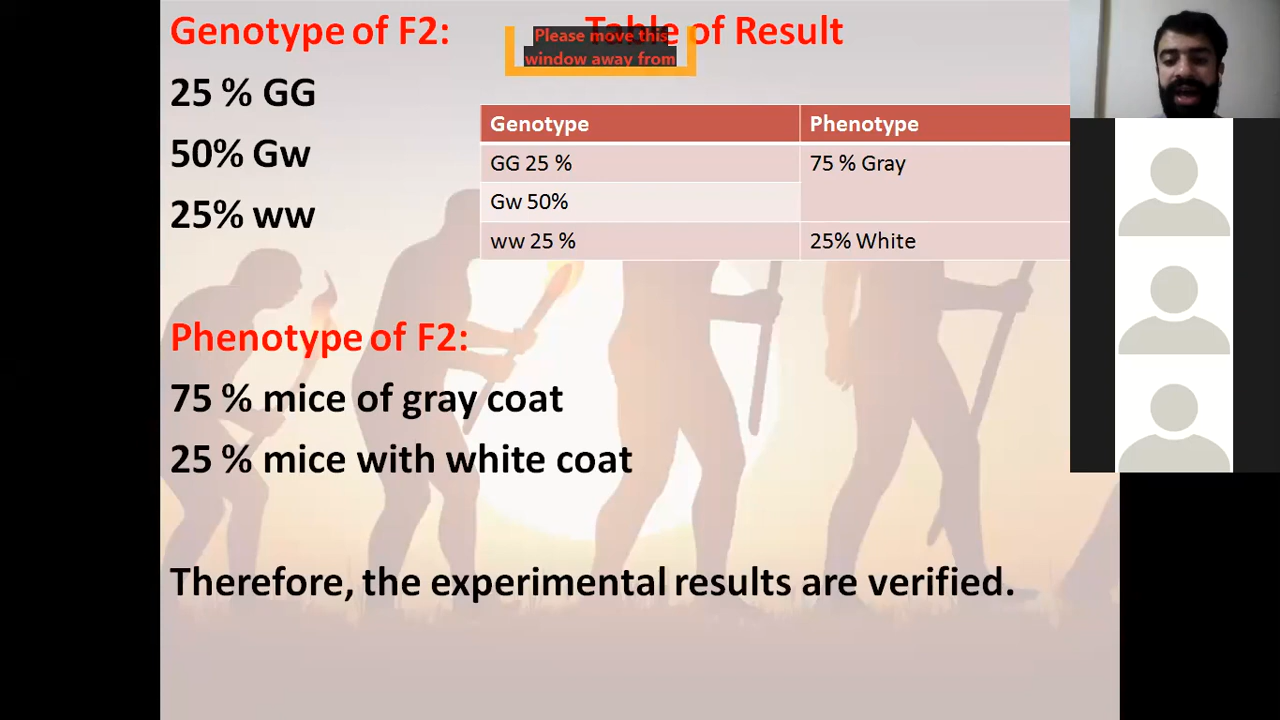 Genotype of F2:
Table of Result
Please move this
window away from
25 % GG
50% Gw
25% ww
Genotype Phenotype
GG 25 % 75 % Gray
Gw 50%
ww 25 % 25% White
Phenotype of F2:
75 % mice of gray coat
25 % mice with white coat
Therefore, the experimental results are verified.